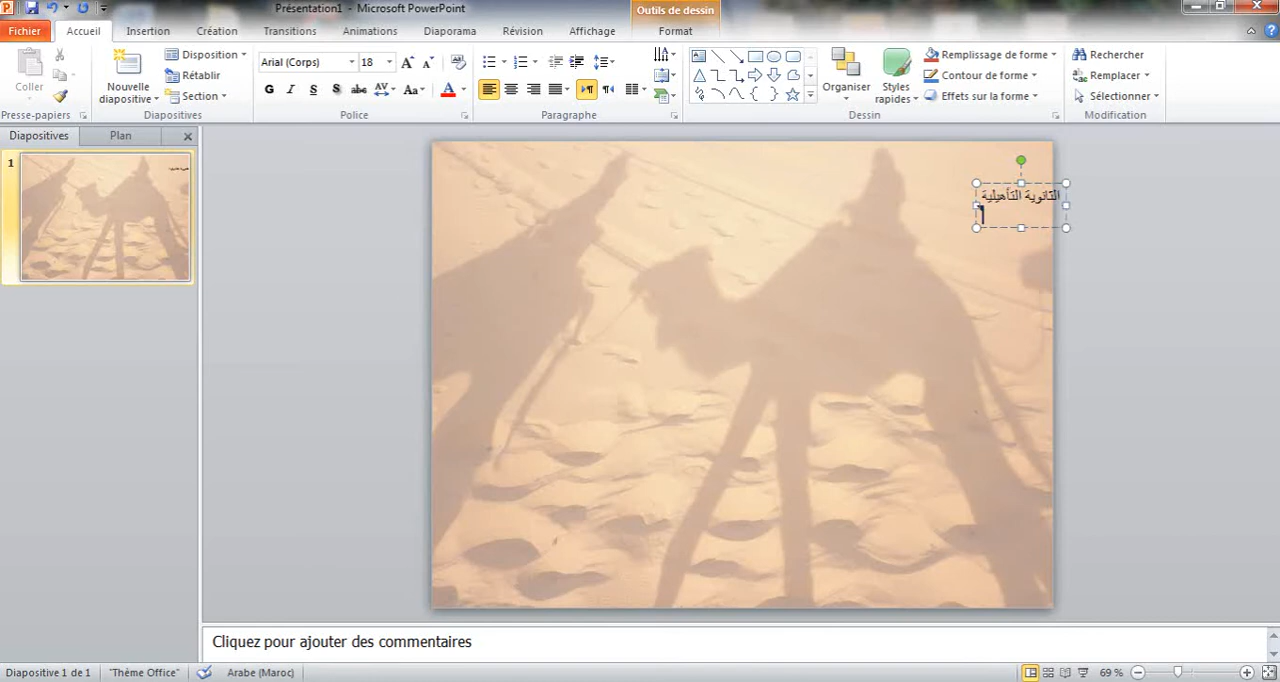 Présentation1 - Microsoft PowerPoint
Outils de dessin
Fichier Accueil Insertion Création Transitions Animations Diaporama Révision Affichage Format
Coller
Presse-papiers
Nouvelle diapositive
Disposition
Rétablir
Section
Diapositives
Arial (Corps) 18
G I S S abc AV Aa A
Police
Paragraphe
Organiser
Styles rapides
Remplissage de forme
Contour de forme
Effets sur la forme
Dessin
Rechercher
Remplacer
Sélectionner
Modification
Diapositives Plan
1
الثانوية التأهيلية
Cliquez pour ajouter des commentaires
Diapositive 1 de 1 "Thème Office" Arabe (Maroc) 69 %